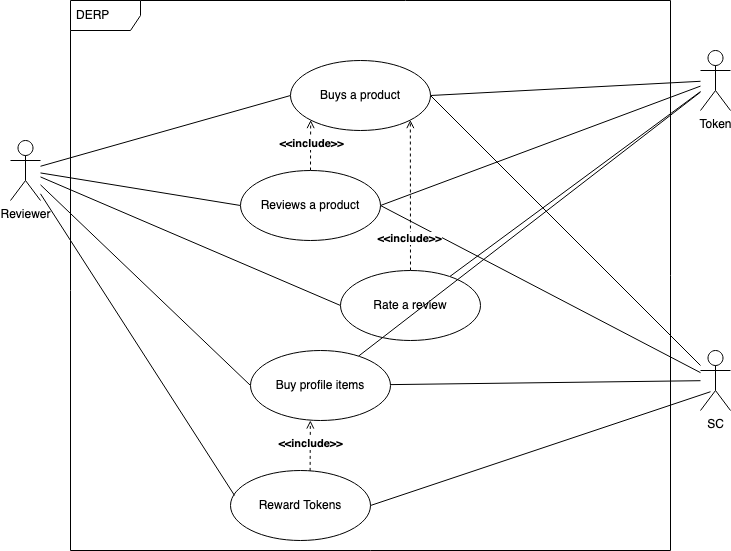 DERP
Buys a product
Token
<<include>>
Reviews a product
Reviewer
<<include>>
Rate a review
Buy profile items
SC
<<include>>
Reward Tokens